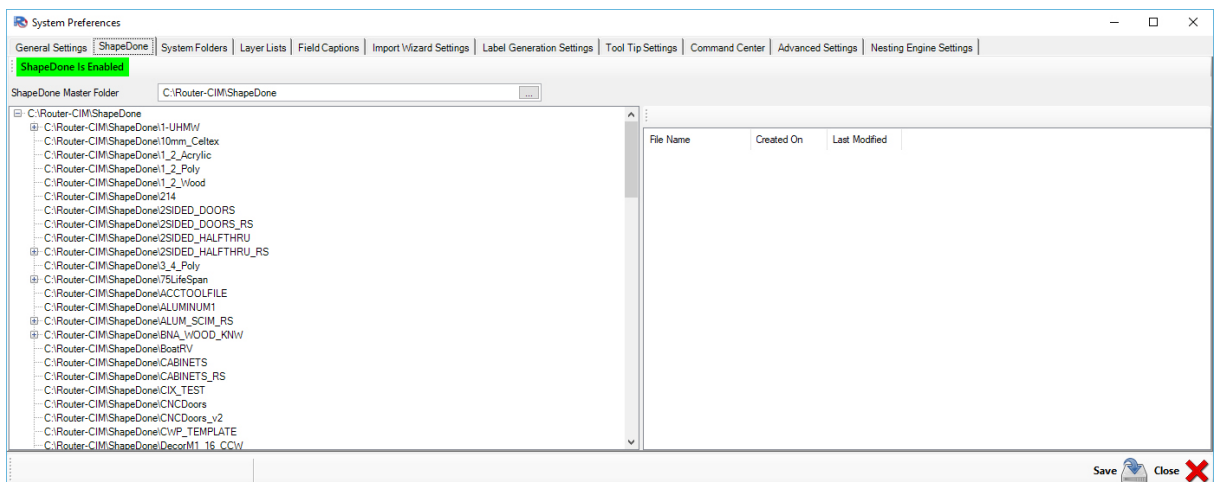 System Preferences
General Settings ShapeDone System Folders Layer Lists Field Captions Import Wizard Settings Label Generation Settings Tool Tip Settings Command Center Advanced Settings Nesting Engine Settings
ShapeDone Is Enabled
ShapeDone Master Folder C:\Router-CIM\ShapeDone ...
C:\Router-CIM\ShapeDone
C:\Router-CIM\ShapeDone\1-UHMW
C:\Router-CIM\ShapeDone\10mm_Celtex
C:\Router-CIM\ShapeDone\1_2_Acrylic
C:\Router-CIM\ShapeDone\1_2_Poly
C:\Router-CIM\ShapeDone\1_2_Wood
C:\Router-CIM\ShapeDone\214
C:\Router-CIM\ShapeDone\2SIDED_DOORS
C:\Router-CIM\ShapeDone\2SIDED_DOORS_RS
C:\Router-CIM\ShapeDone\2SIDED_HALFTHRU
C:\Router-CIM\ShapeDone\2SIDED_HALFTHRU_RS
C:\Router-CIM\ShapeDone\3_4_Poly
C:\Router-CIM\ShapeDone\75LifeSpan
C:\Router-CIM\ShapeDone\ACCTOOLFILE
C:\Router-CIM\ShapeDone\ALUMINUM1
C:\Router-CIM\ShapeDone\ALUM_SCIM_RS
C:\Router-CIM\ShapeDone\BNA_WOOD_KNW
C:\Router-CIM\ShapeDone\BoatRV
C:\Router-CIM\ShapeDone\CABINETS
C:\Router-CIM\ShapeDone\CABINETS_RS
C:\Router-CIM\ShapeDone\CIX_TEST
C:\Router-CIM\ShapeDone\CNCDoors
C:\Router-CIM\ShapeDone\CNCDoors_v2
C:\Router-CIM\ShapeDone\CWP_TEMPLATE
C:\Router-CIM\ShapeDone\DecorM1_16_CCW
File Name Created On Last Modified
Save Close